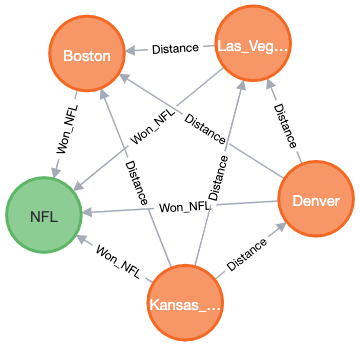 Las_Veg…
Boston
Distance
Won_NFL
Won_NFL
Distance
Distance
Distance
Distance
NFL
Won_NFL
Denver
Won_NFL
Distance
Kansas_…